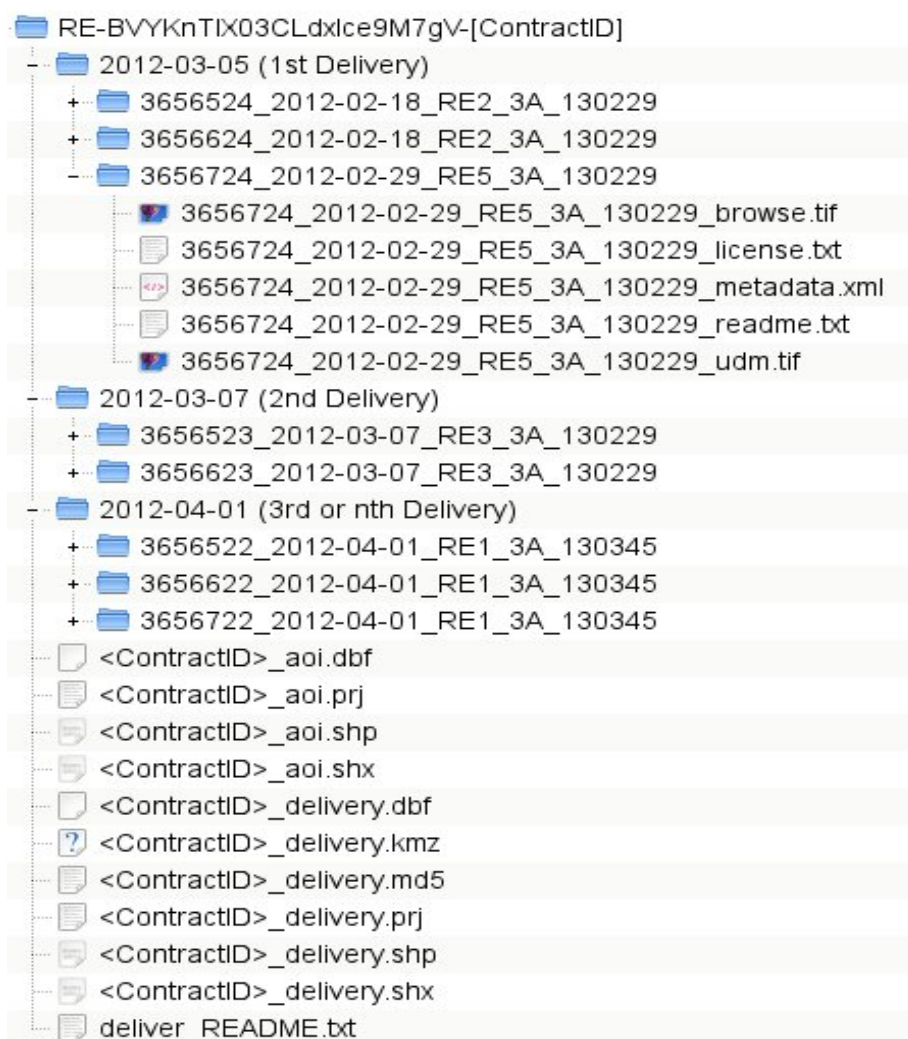 RE-BVYKnTIX03CLdxIce9M7gV-[ContractID]
2012-03-05 (1st Delivery)
3656524_2012-02-18_RE2_3A_130229
3656624_2012-02-18_RE2_3A_130229
3656724_2012-02-29_RE5_3A_130229
3656724_2012-02-29_RE5_3A_130229_browse.tif
3656724_2012-02-29_RE5_3A_130229_license.txt
3656724_2012-02-29_RE5_3A_130229_metadata.xml
3656724_2012-02-29_RE5_3A_130229_readme.txt
3656724_2012-02-29_RE5_3A_130229_udm.tif
2012-03-07 (2nd Delivery)
3656523_2012-03-07_RE3_3A_130229
3656623_2012-03-07_RE3_3A_130229
2012-04-01 (3rd or nth Delivery)
3656522_2012-04-01_RE1_3A_130345
3656622_2012-04-01_RE1_3A_130345
3656722_2012-04-01_RE1_3A_130345
<ContractID>_aoi.dbf
<ContractID>_aoi.prj
<ContractID>_aoi.shp
<ContractID>_aoi.shx
<ContractID>_delivery.dbf
<ContractID>_delivery.kmz
<ContractID>_delivery.md5
<ContractID>_delivery.prj
<ContractID>_delivery.shp
<ContractID>_delivery.shx
deliver_README.txt